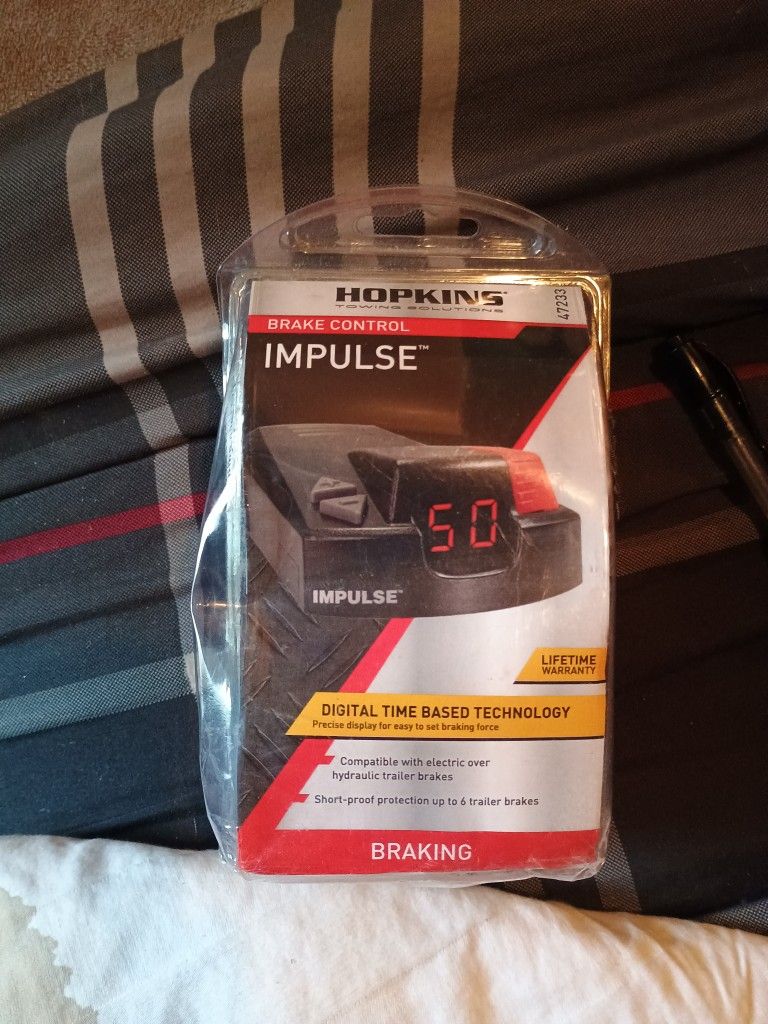 HOPKINS
TOWING SOLUTIONS
47233
BRAKE CONTROL
IMPULSE™
50
IMPULSE™
LIFETIME
WARRANTY
DIGITAL TIME BASED TECHNOLOGY
Precise display for easy to set braking force
Compatible with electric over
hydraulic trailer brakes
Short-proof protection up to 6 trailer brakes
BRAKING